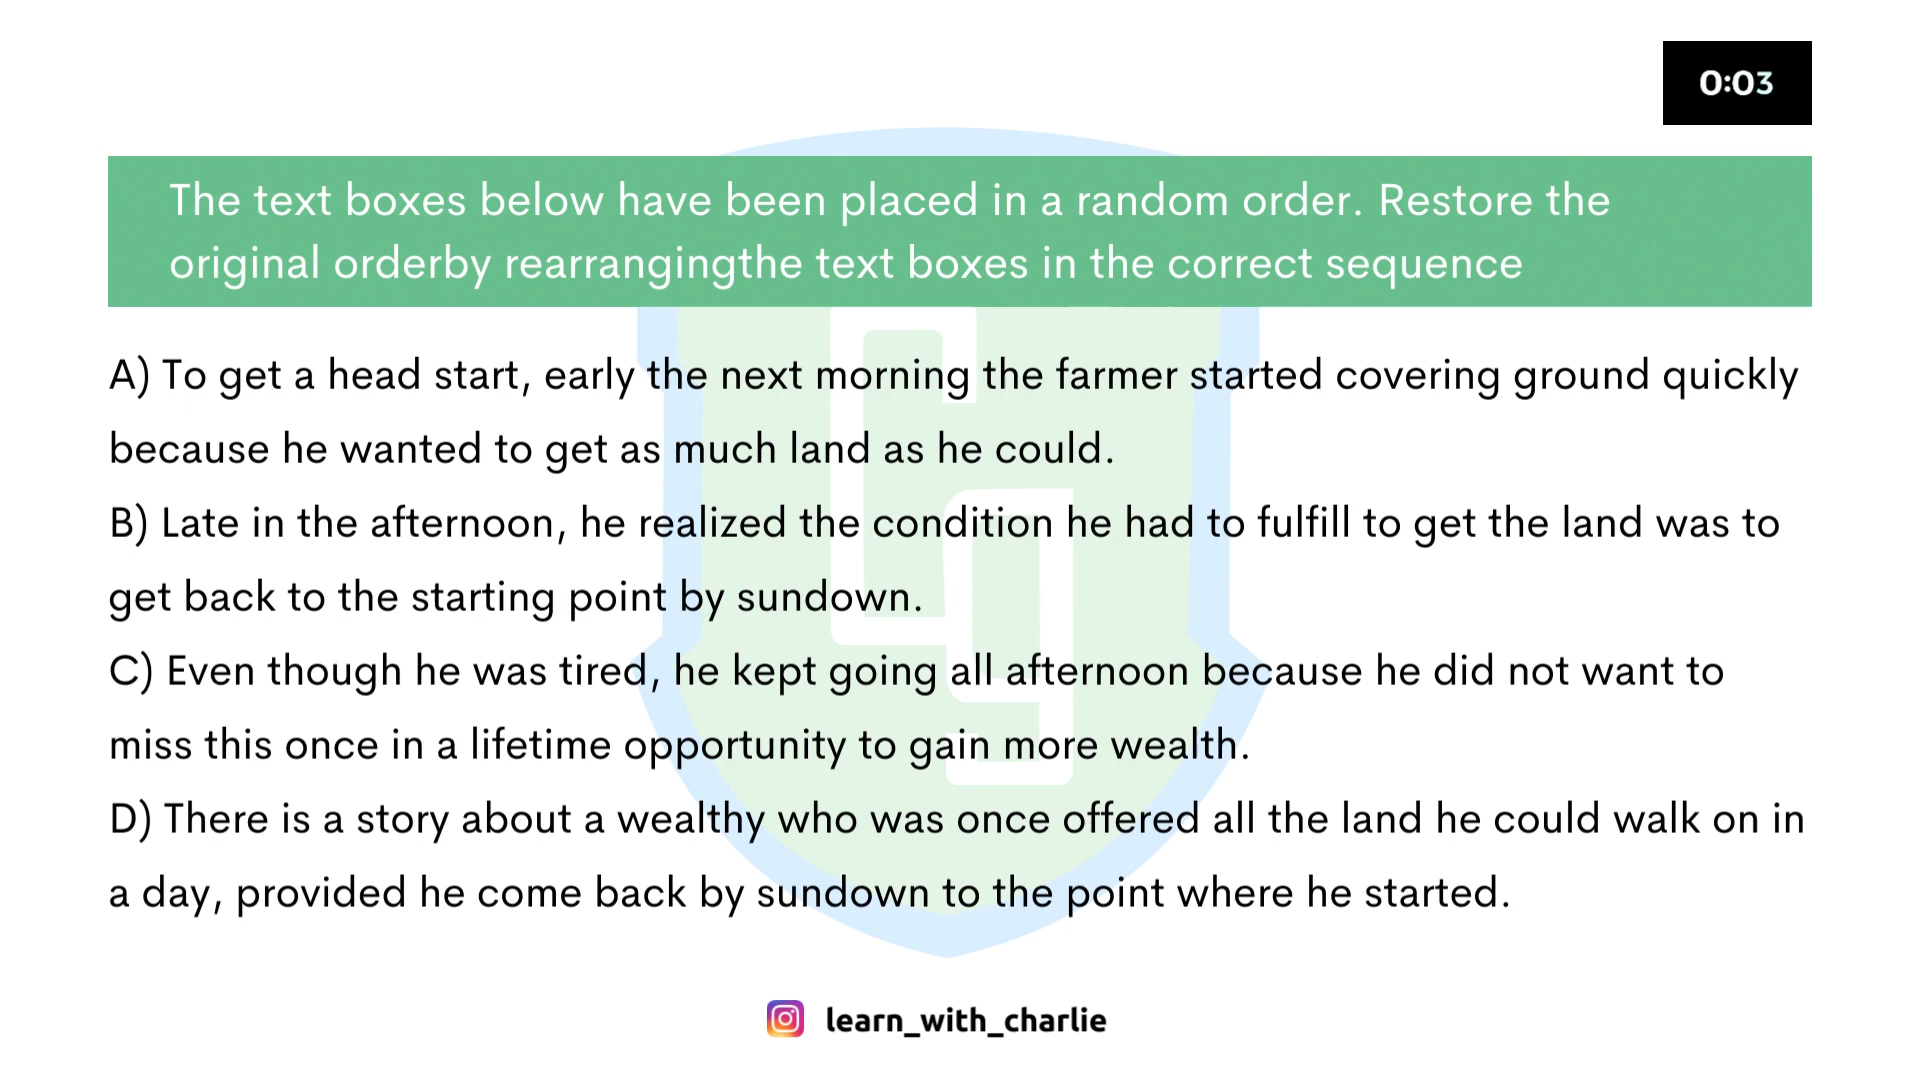 0:03
The text boxes below have been placed in a random order. Restore the
original orderby rearrangingthe text boxes in the correct sequence
A) To get a head start, early the next morning the farmer started covering ground quickly
because he wanted to get as much land as he could.
B) Late in the afternoon, he realized the condition he had to fulfill to get the land was to
get back to the starting point by sundown.
C) Even though he was tired, he kept going all afternoon because he did not want to
miss this once in a lifetime opportunity to gain more wealth.
D) There is a story about a wealthy who was once offered all the land he could walk on in
a day, provided he come back by sundown to the point where he started.
learn_with_charlie